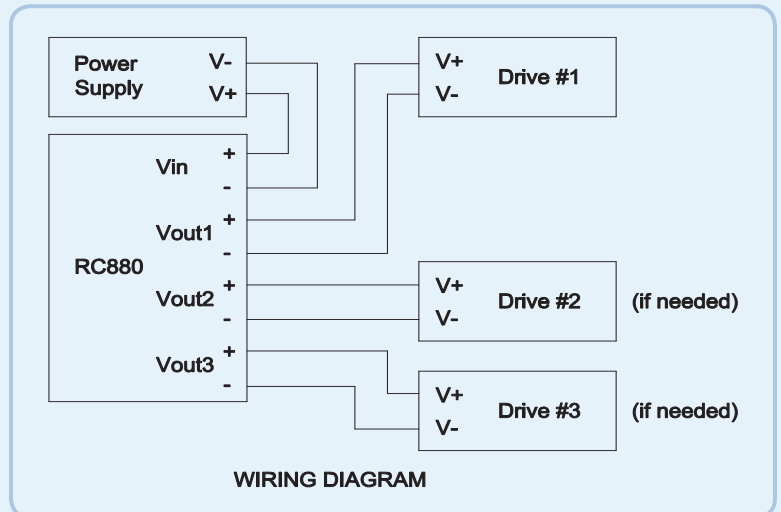 Power
Supply
V-
V+
RC880
Vin
+
-
Vout1
+
-
Vout2
+
-
Vout3
+
-
V+
V-
Drive #1
V+
V-
Drive #2
(if needed)
V+
V-
Drive #3
(if needed)
WIRING DIAGRAM